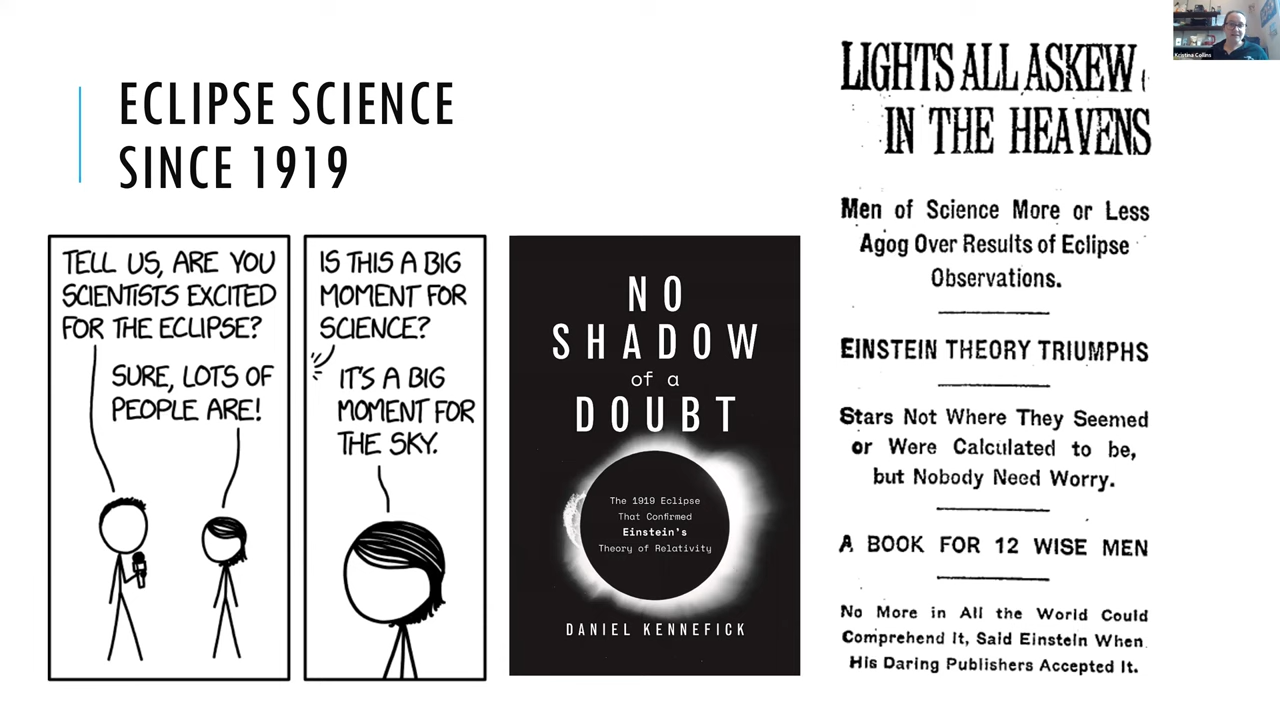 ECLIPSE SCIENCE
SINCE 1919
TELL US, ARE YOU
SCIENTISTS EXCITED
FOR THE ECLIPSE?
SURE, LOTS OF
PEOPLE ARE!
IS THIS A BIG
MOMENT FOR
SCIENCE?
IT'S A BIG
MOMENT FOR
THE SKY.
NO
SHADOW
of a
DOUBT
The 1919 Eclipse
That Confirmed
Einstein's
Theory of Relativity
DANIEL KENNEFICK
LIGHTS ALL ASKEW
IN THE HEAVENS
Men of Science More or Less
Agog Over Results of Eclipse
Observations.
EINSTEIN THEORY TRIUMPHS
Stars Not Where They Seemed
or Were Calculated to be,
but Nobody Need Worry.
A BOOK FOR 12 WISE MEN
No More in All the World Could
Comprehend It, Said Einstein When
His Daring Publishers Accepted It.
Kristina Collins